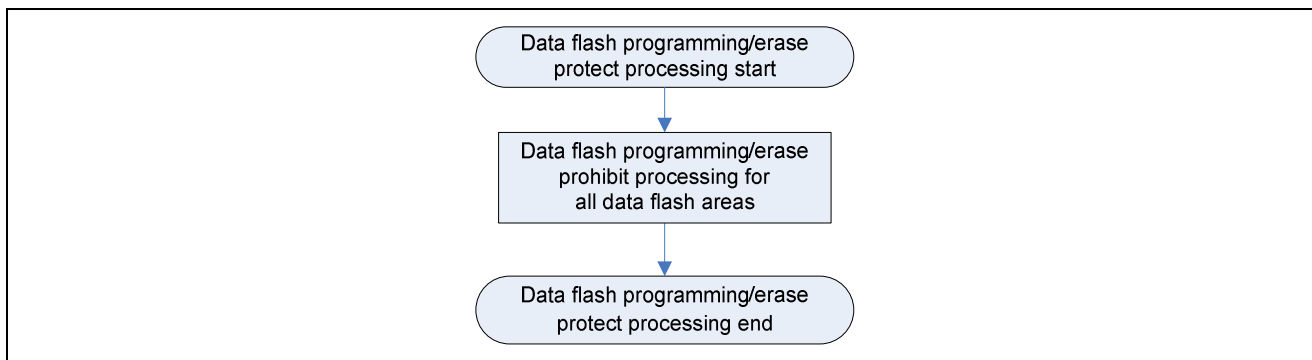 Data flash programming/erase
protect processing start
Data flash programming/erase
prohibit processing for
all data flash areas
Data flash programming/erase
protect processing end